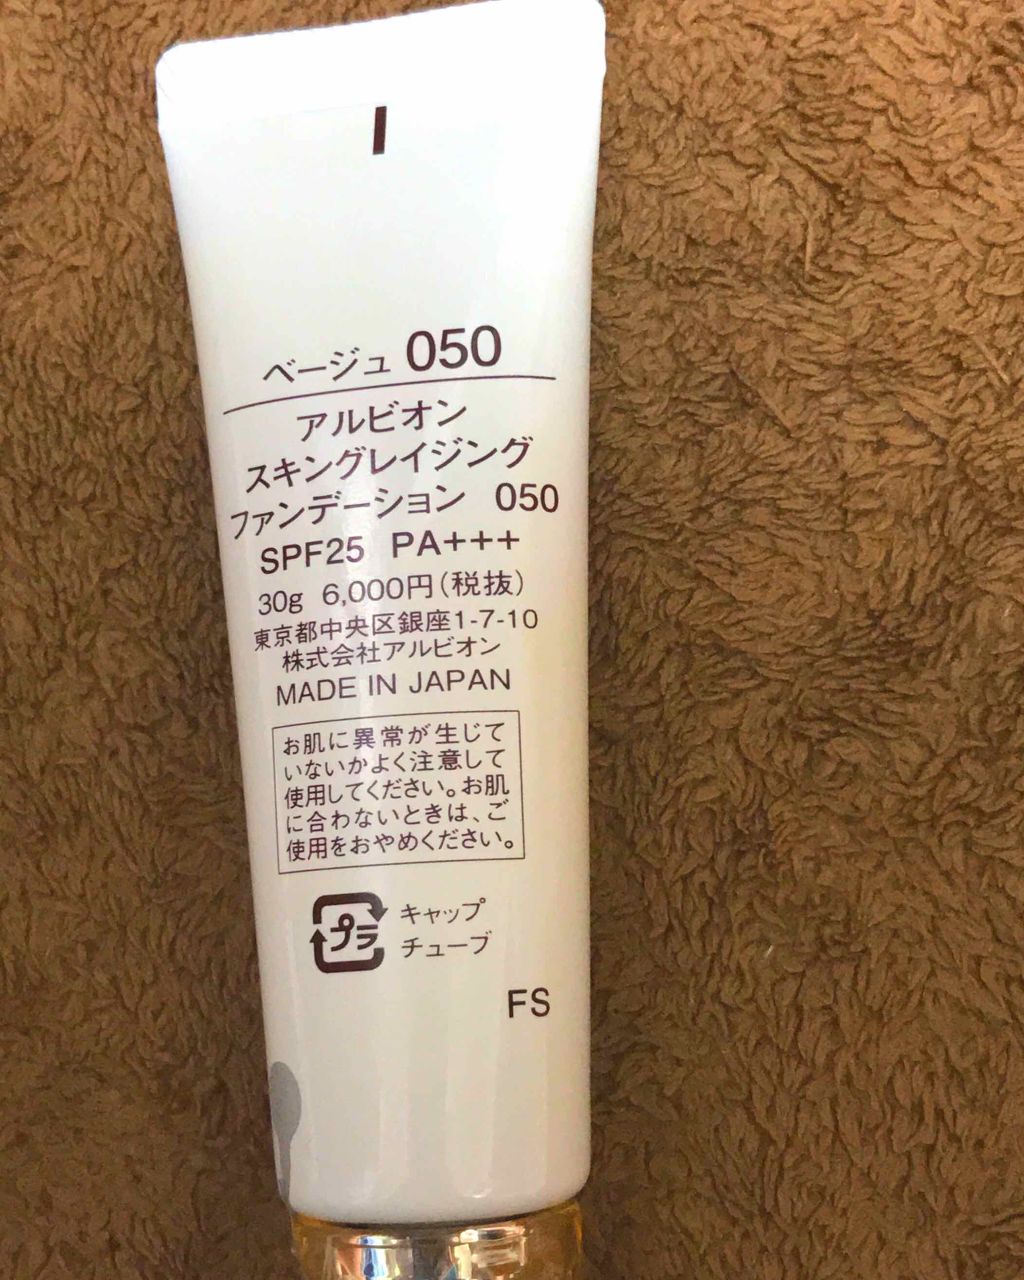 ベージュ 050
アルビオン
スキングレイジング
ファンデーション 050
SPF25 PA+++
30g 6,000円(税抜)
東京都中央区銀座1-7-10
株式会社アルビオン
MADE IN JAPAN
お肌に異常が生じて
いないかよく注意して
使用してください。お肌
に合わないときは、ご
使用をおやめください。
プラ キャップ
チューブ
FS